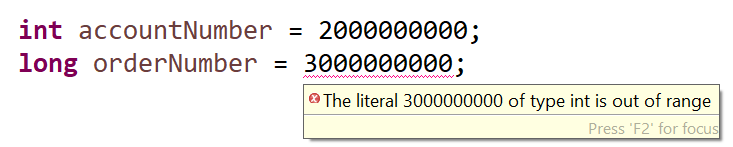 int accountNumber = 2000000000;
long orderNumber = 3000000000;
The literal 3000000000 of type int is out of range
Press 'F2' for focus